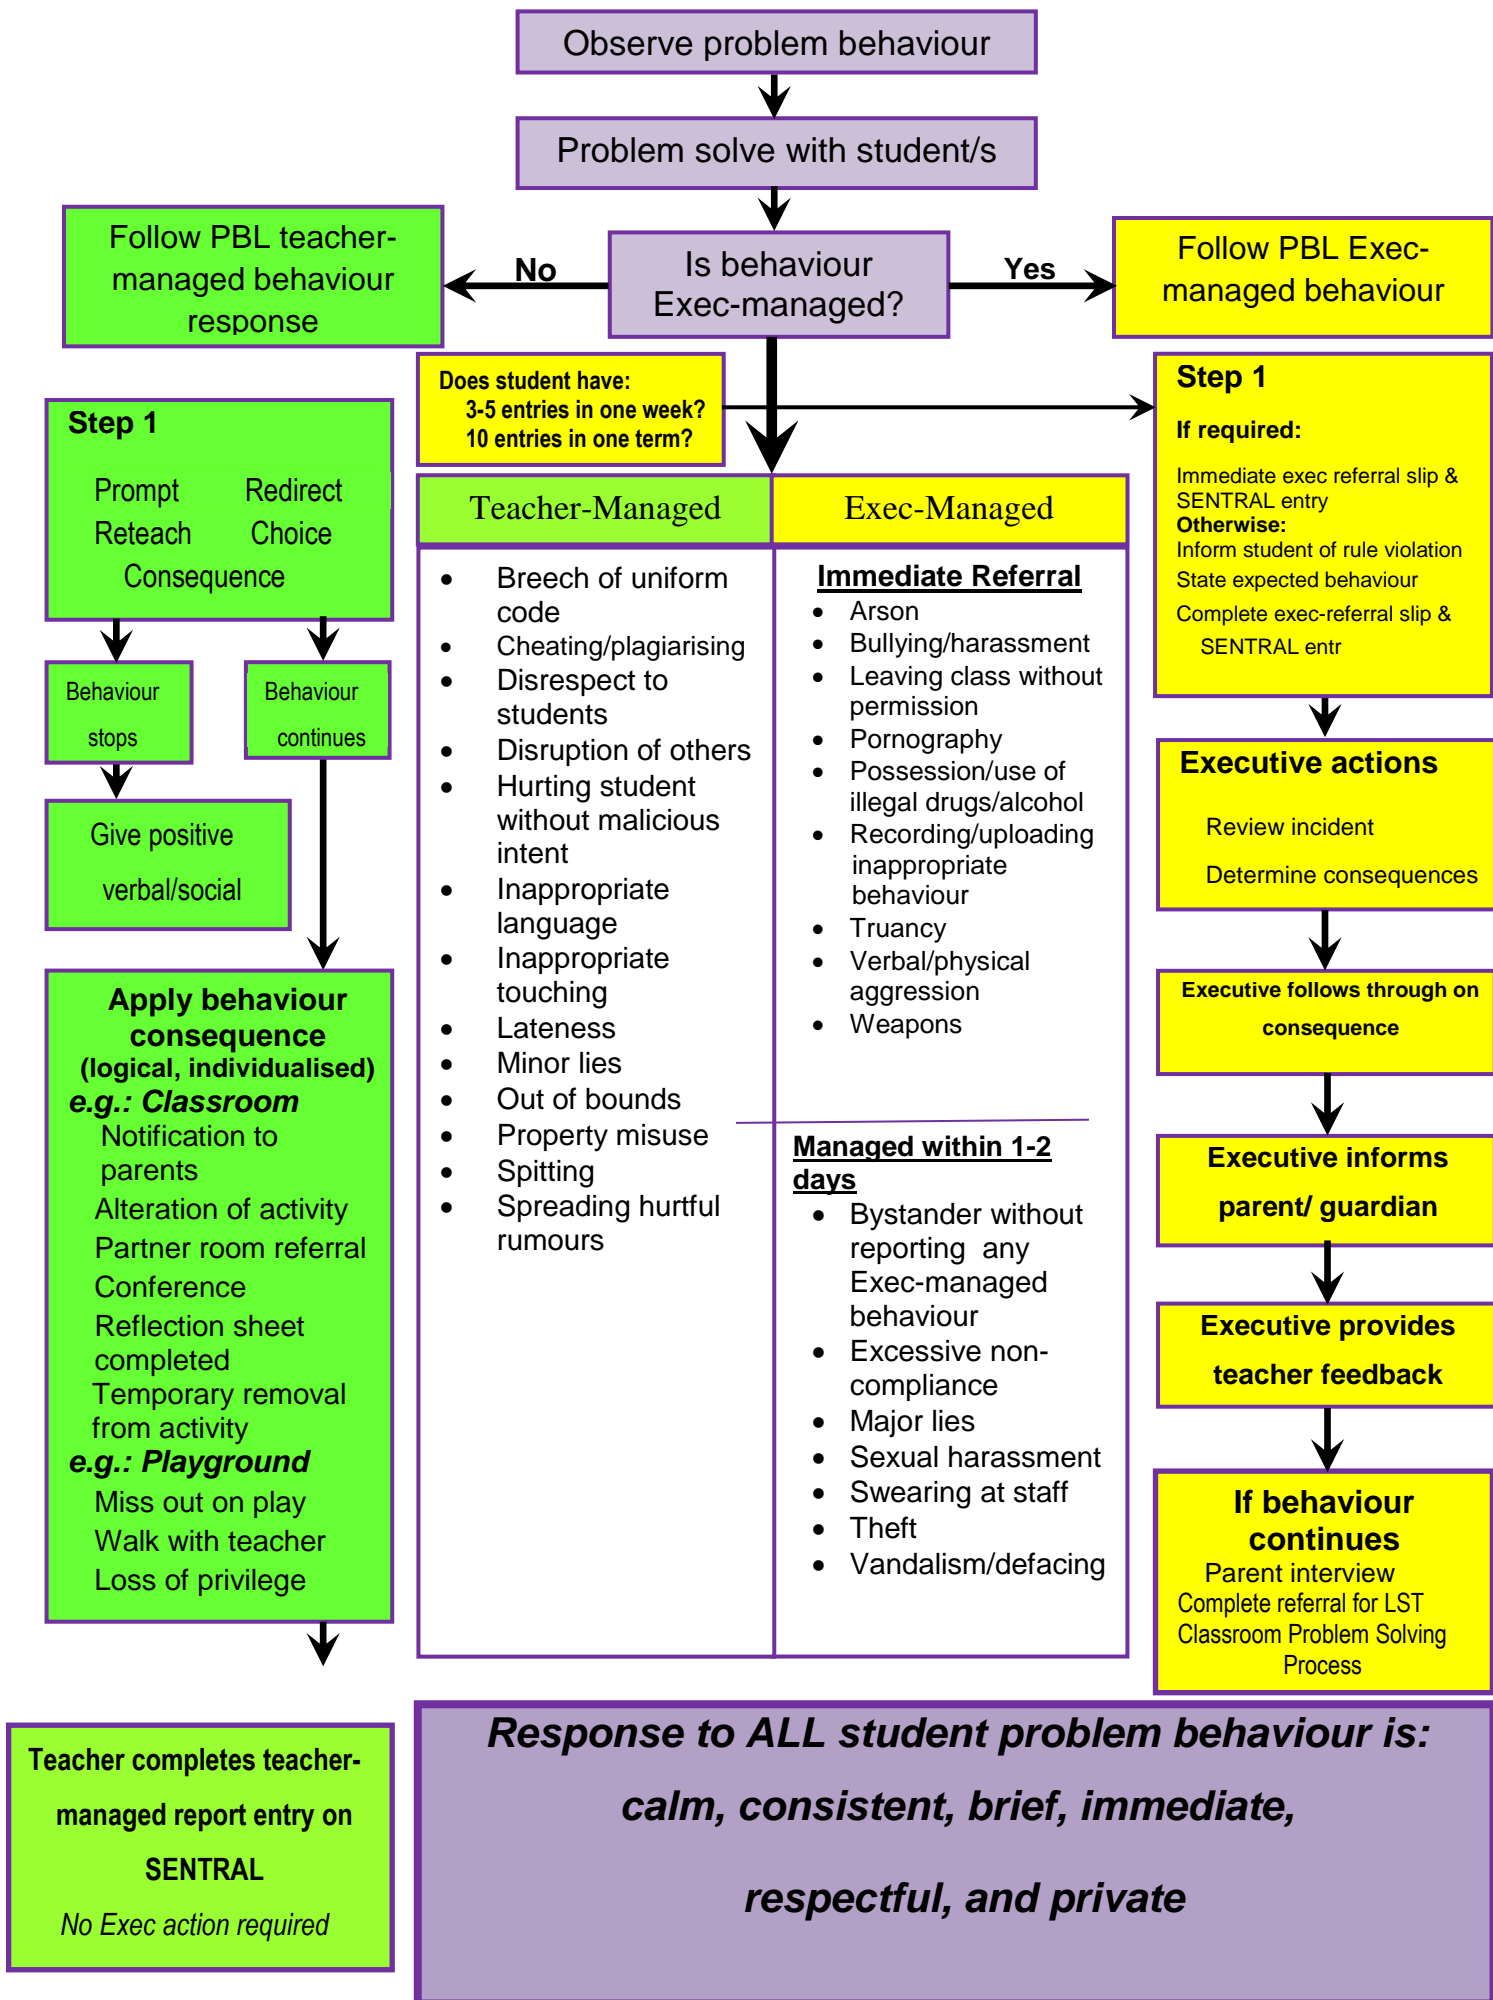 Observe problem behaviour
Problem solve with student/s
Follow PBL teacher-
managed behaviour
response
No
Is behaviour
Exec-managed?
Yes
Follow PBL Exec-
managed behaviour
Does student have:
3-5 entries in one week?
10 entries in one term?
Step 1
Prompt Redirect
Reteach Choice
Consequence
Behaviour
stops
Behaviour
continues
Give positive
verbal/social
Apply behaviour
consequence
(logical, individualised)
e.g.: Classroom
Notification to
parents
Alteration of activity
Partner room referral
Conference
Reflection sheet
completed
Temporary removal
from activity
e.g.: Playground
Miss out on play
Walk with teacher
Loss of privilege
Teacher completes teacher-
managed report entry on
SENTRAL
No Exec action required
Teacher-Managed
• Breech of uniform
code
• Cheating/plagiarising
• Disrespect to
students
• Disruption of others
• Hurting student
without malicious
intent
• Inappropriate
language
• Inappropriate
touching
• Lateness
• Minor lies
• Out of bounds
• Property misuse
• Spitting
• Spreading hurtful
rumours
Exec-Managed
Immediate Referral
• Arson
• Bullying/harassment
• Leaving class without
permission
• Pornography
• Possession/use of
illegal drugs/alcohol
• Recording/uploading
inappropriate
behaviour
• Truancy
• Verbal/physical
aggression
• Weapons
Managed within 1-2
days
• Bystander without
reporting any
Exec-managed
behaviour
• Excessive non-
compliance
• Major lies
• Sexual harassment
• Swearing at staff
• Theft
• Vandalism/defacing
Step 1
If required:
Immediate exec referral slip &
SENTRAL entry
Otherwise:
Inform student of rule violation
State expected behaviour
Complete exec-referral slip &
SENTRAL entr
Executive actions
Review incident
Determine consequences
Executive follows through on
consequence
Executive informs
parent/ guardian
Executive provides
teacher feedback
If behaviour
continues
Parent interview
Complete referral for LST
Classroom Problem Solving
Process
Response to ALL student problem behaviour is:
calm, consistent, brief, immediate,
respectful, and private